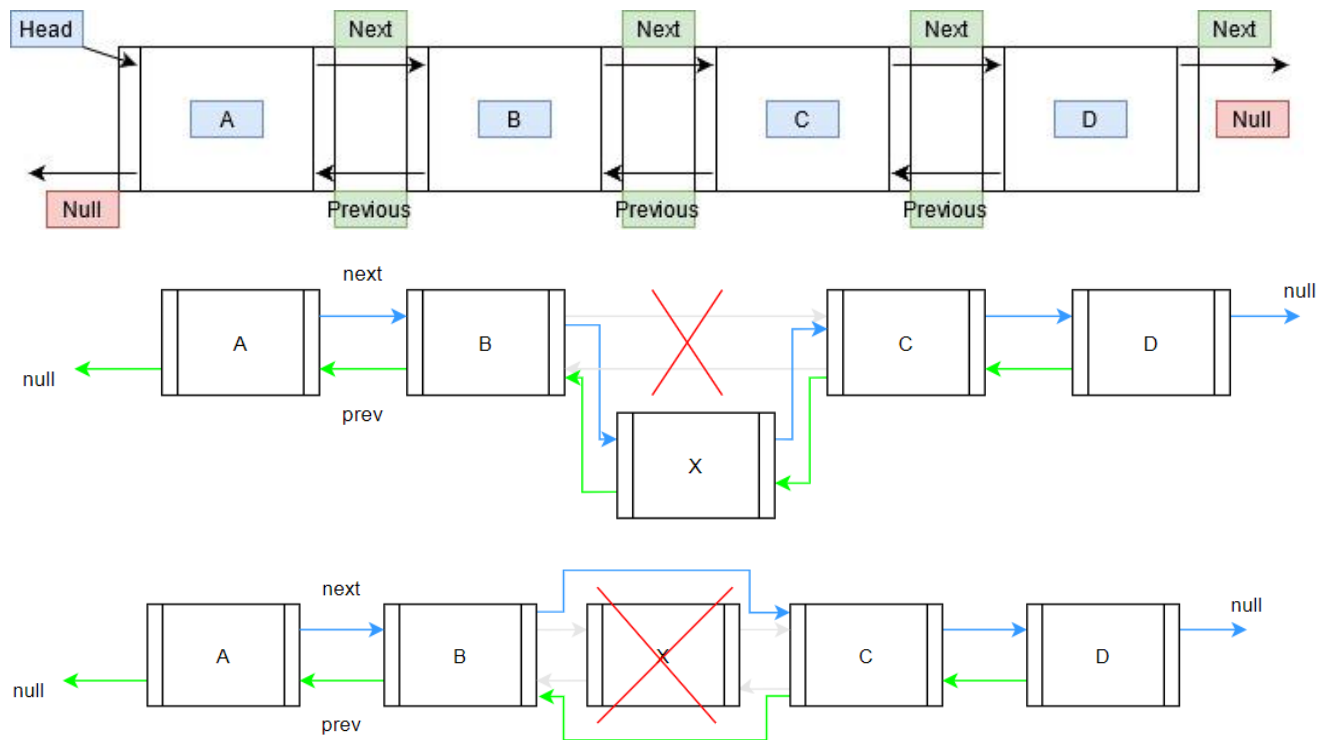 Head Next Next Next Next
A B C D
Null
Null Previous Previous Previous
next
null
A B C D
null
prev
X
next
null
A B X C D
null
prev